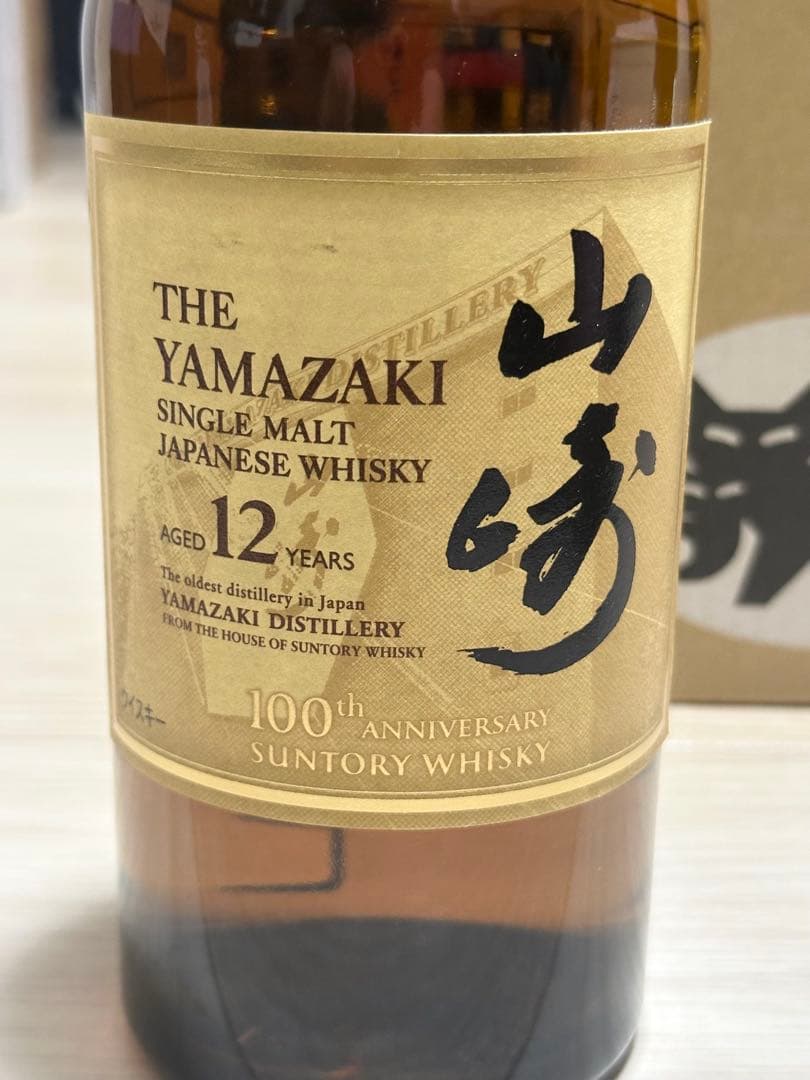 THE
YAMAZAKI
SINGLE MALT
JAPANESE WHISKY
AGED 12 YEARS
The oldest distillery in Japan
YAMAZAKI DISTILLERY
FROM THE HOUSE OF SUNTORY WHISKY
山崎
DISTILLERY
ウイスキー
100th ANNIVERSARY
SUNTORY WHISKY